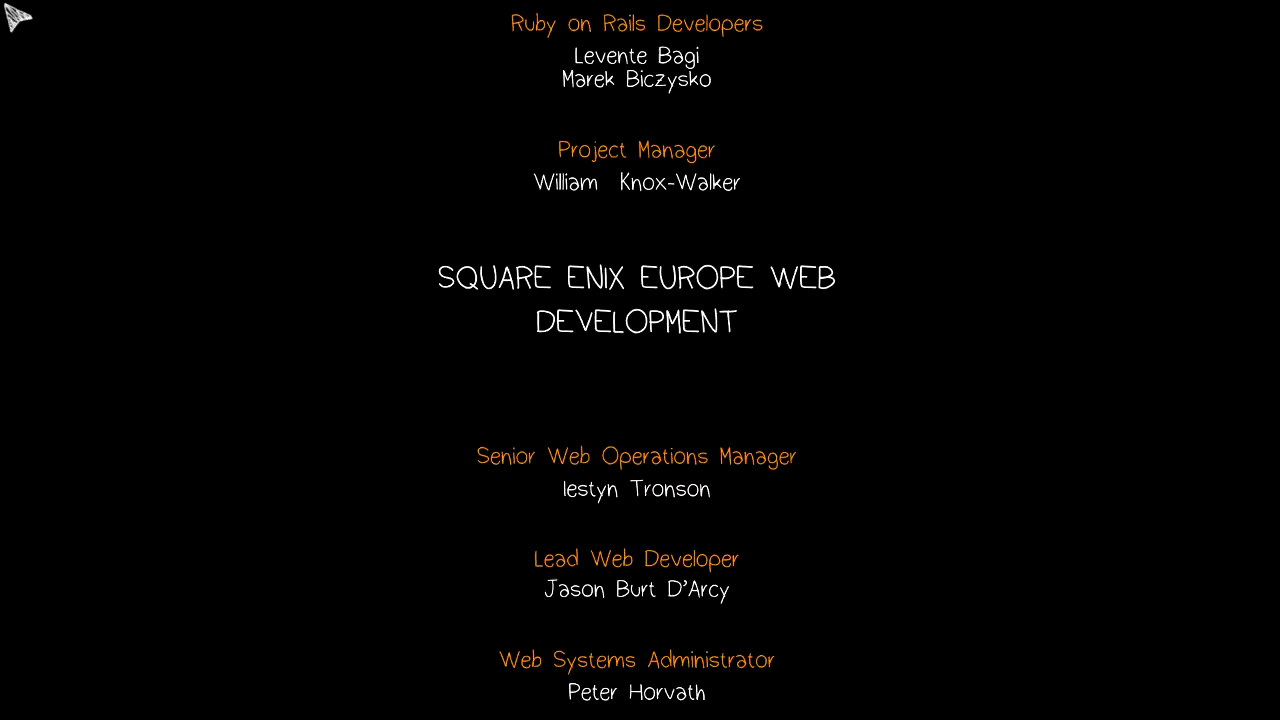 Ruby on Rails Developers
Levente Bagi
Marek Biczysko
Project Manager
William Knox-Walker
SQUARE ENIX EUROPE WEB
DEVELOPMENT
Senior Web Operations Manager
Iestyn Tronson
Lead Web Developer
Jason Burt D'Arcy
Web Systems Administrator
Peter Horvath